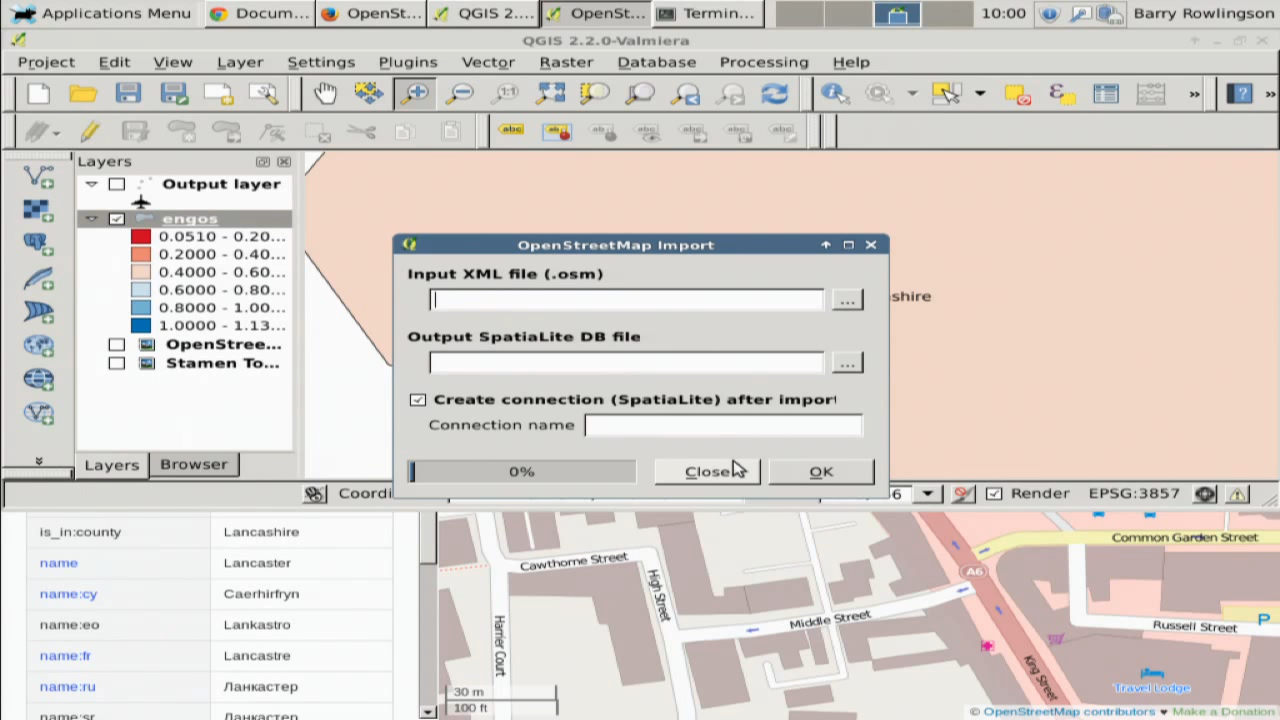 Applications Menu
Docum...
OpenSt...
QGIS 2....
OpenSt...
Termin...
10:00
Barry Rowlingson
QGIS 2.2.0-Valmiera
Project Edit View Layer Settings Plugins Vector Raster Database Processing Help
Layers
Output layer
engos
0.0510 - 0.20...
0.2000 - 0.40...
0.4000 - 0.60...
0.6000 - 0.80...
0.8000 - 1.00...
1.0000 - 1.13...
OpenStree...
Stamen To...
Layers
Browser
shire
OpenStreetMap Import
Input XML file (.osm)
...
Output SpatiaLite DB file
...
Create connection (SpatiaLite) after import
Connection name
0%
Close
OK
Coordi
Render
EPSG:3857
is_in:county Lancashire
name Lancaster
name:cy Caerhirfryn
name:eo Lankastro
name:fr Lancastre
name:ru Ланкастер
name:sr Ланкастер
Cawthorne Street
High Street
Harrier Court
Middle Street
A6
King Street
Common Garden Street
Russell Street
P
Travel Lodge
30 m
100 ft
© OpenStreetMap contributors ♥ Make a Donation